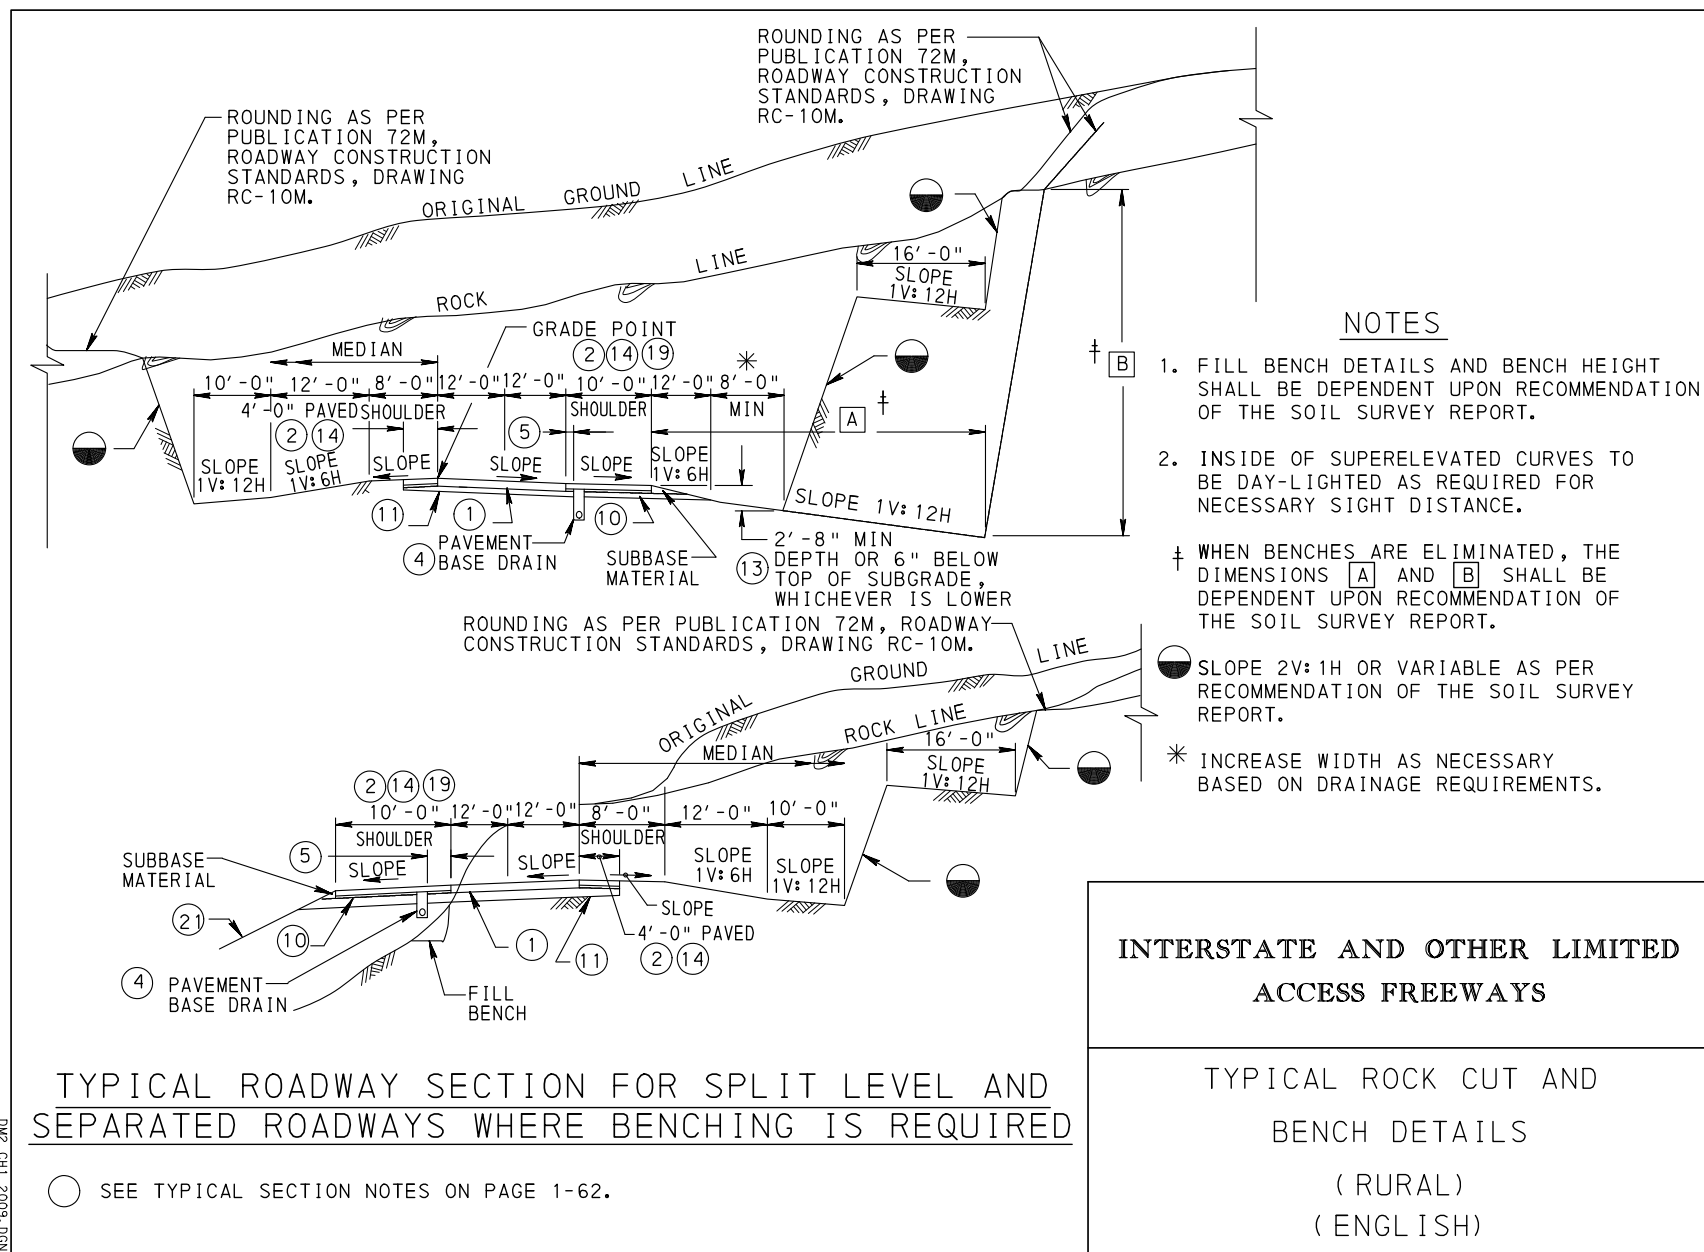 ROUNDING AS PER
PUBLICATION 72M,
ROADWAY CONSTRUCTION
STANDARDS, DRAWING
RC-10M.
ROUNDING AS PER
PUBLICATION 72M,
ROADWAY CONSTRUCTION
STANDARDS, DRAWING
RC-10M.
ORIGINAL GROUND LINE
ROCK LINE
16'-0"
SLOPE
1V:12H
GRADE POINT
2 14 19
MEDIAN
10'-0" 12'-0" 8'-0" 12'-0" 12'-0" 10'-0" 12'-0" 8'-0"
4'-0" PAVED SHOULDER SHOULDER MIN
2 14
5
A
‡
‡ B
SLOPE
1V:12H
SLOPE
1V:6H
SLOPE
SLOPE
SLOPE
SLOPE
1V:6H
SLOPE 1V:12H
11
1
10
4 PAVEMENT
BASE DRAIN
SUBBASE
MATERIAL
13
2'-8" MIN
DEPTH OR 6" BELOW
TOP OF SUBGRADE,
WHICHEVER IS LOWER
NOTES
1. FILL BENCH DETAILS AND BENCH HEIGHT
SHALL BE DEPENDENT UPON RECOMMENDATION
OF THE SOIL SURVEY REPORT.
2. INSIDE OF SUPERELEVATED CURVES TO
BE DAY-LIGHTED AS REQUIRED FOR
NECESSARY SIGHT DISTANCE.
‡ WHEN BENCHES ARE ELIMINATED, THE
DIMENSIONS A AND B SHALL BE
DEPENDENT UPON RECOMMENDATION OF
THE SOIL SURVEY REPORT.
SLOPE 2V:1H OR VARIABLE AS PER
RECOMMENDATION OF THE SOIL SURVEY
REPORT.
* INCREASE WIDTH AS NECESSARY
BASED ON DRAINAGE REQUIREMENTS.
ROUNDING AS PER PUBLICATION 72M, ROADWAY
CONSTRUCTION STANDARDS, DRAWING RC-10M.
ORIGINAL GROUND LINE
ROCK LINE
MEDIAN
16'-0"
SLOPE
1V:12H
2 14 19
10'-0" 12'-0" 12'-0" 8'-0" 12'-0" 10'-0"
SHOULDER SHOULDER
5
SUBBASE
MATERIAL
SLOPE
SLOPE
SLOPE
1V:6H
SLOPE
1V:12H
SLOPE
4'-0" PAVED
2 14
21
10
1
11
4 PAVEMENT
BASE DRAIN
FILL
BENCH
TYPICAL ROADWAY SECTION FOR SPLIT LEVEL AND
SEPARATED ROADWAYS WHERE BENCHING IS REQUIRED
SEE TYPICAL SECTION NOTES ON PAGE 1-62.
INTERSTATE AND OTHER LIMITED
ACCESS FREEWAYS
TYPICAL ROCK CUT AND
BENCH DETAILS
(RURAL)
(ENGLISH)